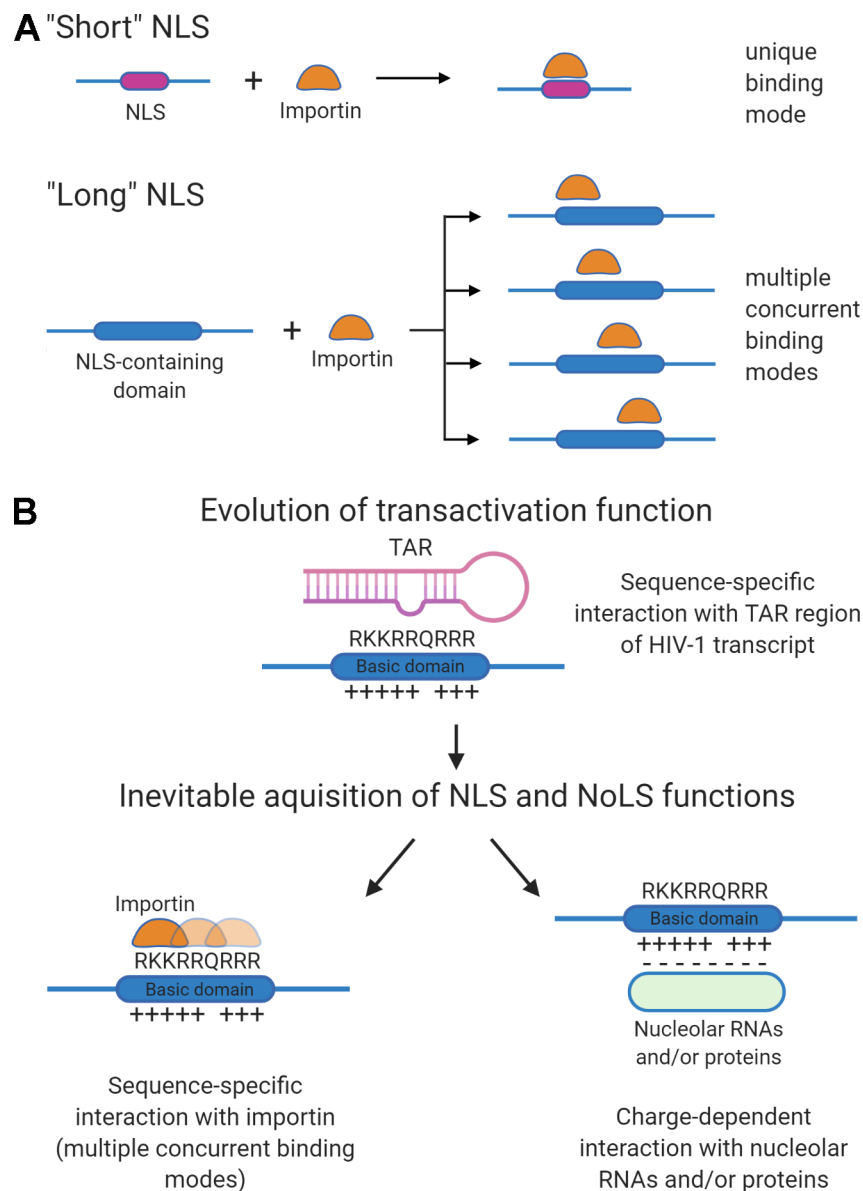 A "Short" NLS
NLS
+
Importin
unique
binding
mode
"Long" NLS
NLS-containing
domain
+
Importin
multiple
concurrent
binding
modes
B Evolution of transactivation function
TAR
Sequence-specific
interaction with TAR region
of HIV-1 transcript
RKKRRQRRR
Basic domain
+++++ +++
Inevitable aquisition of NLS and NoLS functions
Importin
RKKRRQRRR
Basic domain
+++++ +++
Sequence-specific
interaction with importin
(multiple concurrent binding
modes)
RKKRRQRRR
Basic domain
+++++ +++
- - - - - - - -
Nucleolar RNAs
and/or proteins
Charge-dependent
interaction with nucleolar
RNAs and/or proteins